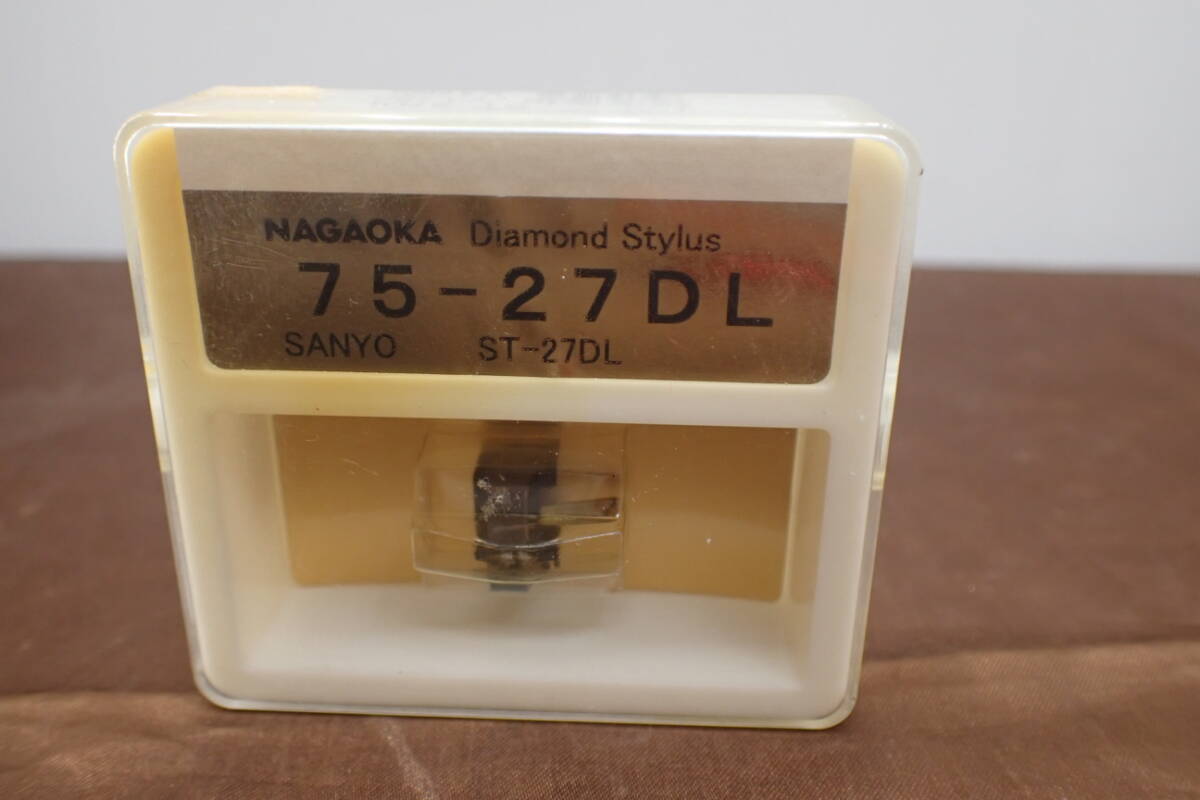 NAGAOKA Diamond Stylus
75-27DL
SANYO ST-27DL